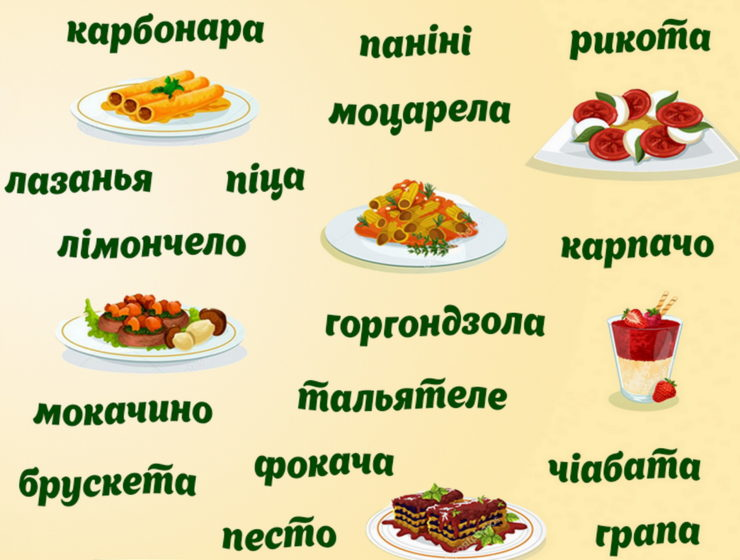 карбонара
паніні
рикота
моцарела
лазанья
піца
лімончело
карпачо
горгондзола
тальятеле
мокачино
фокача
чіабата
брускета
песто
грапа